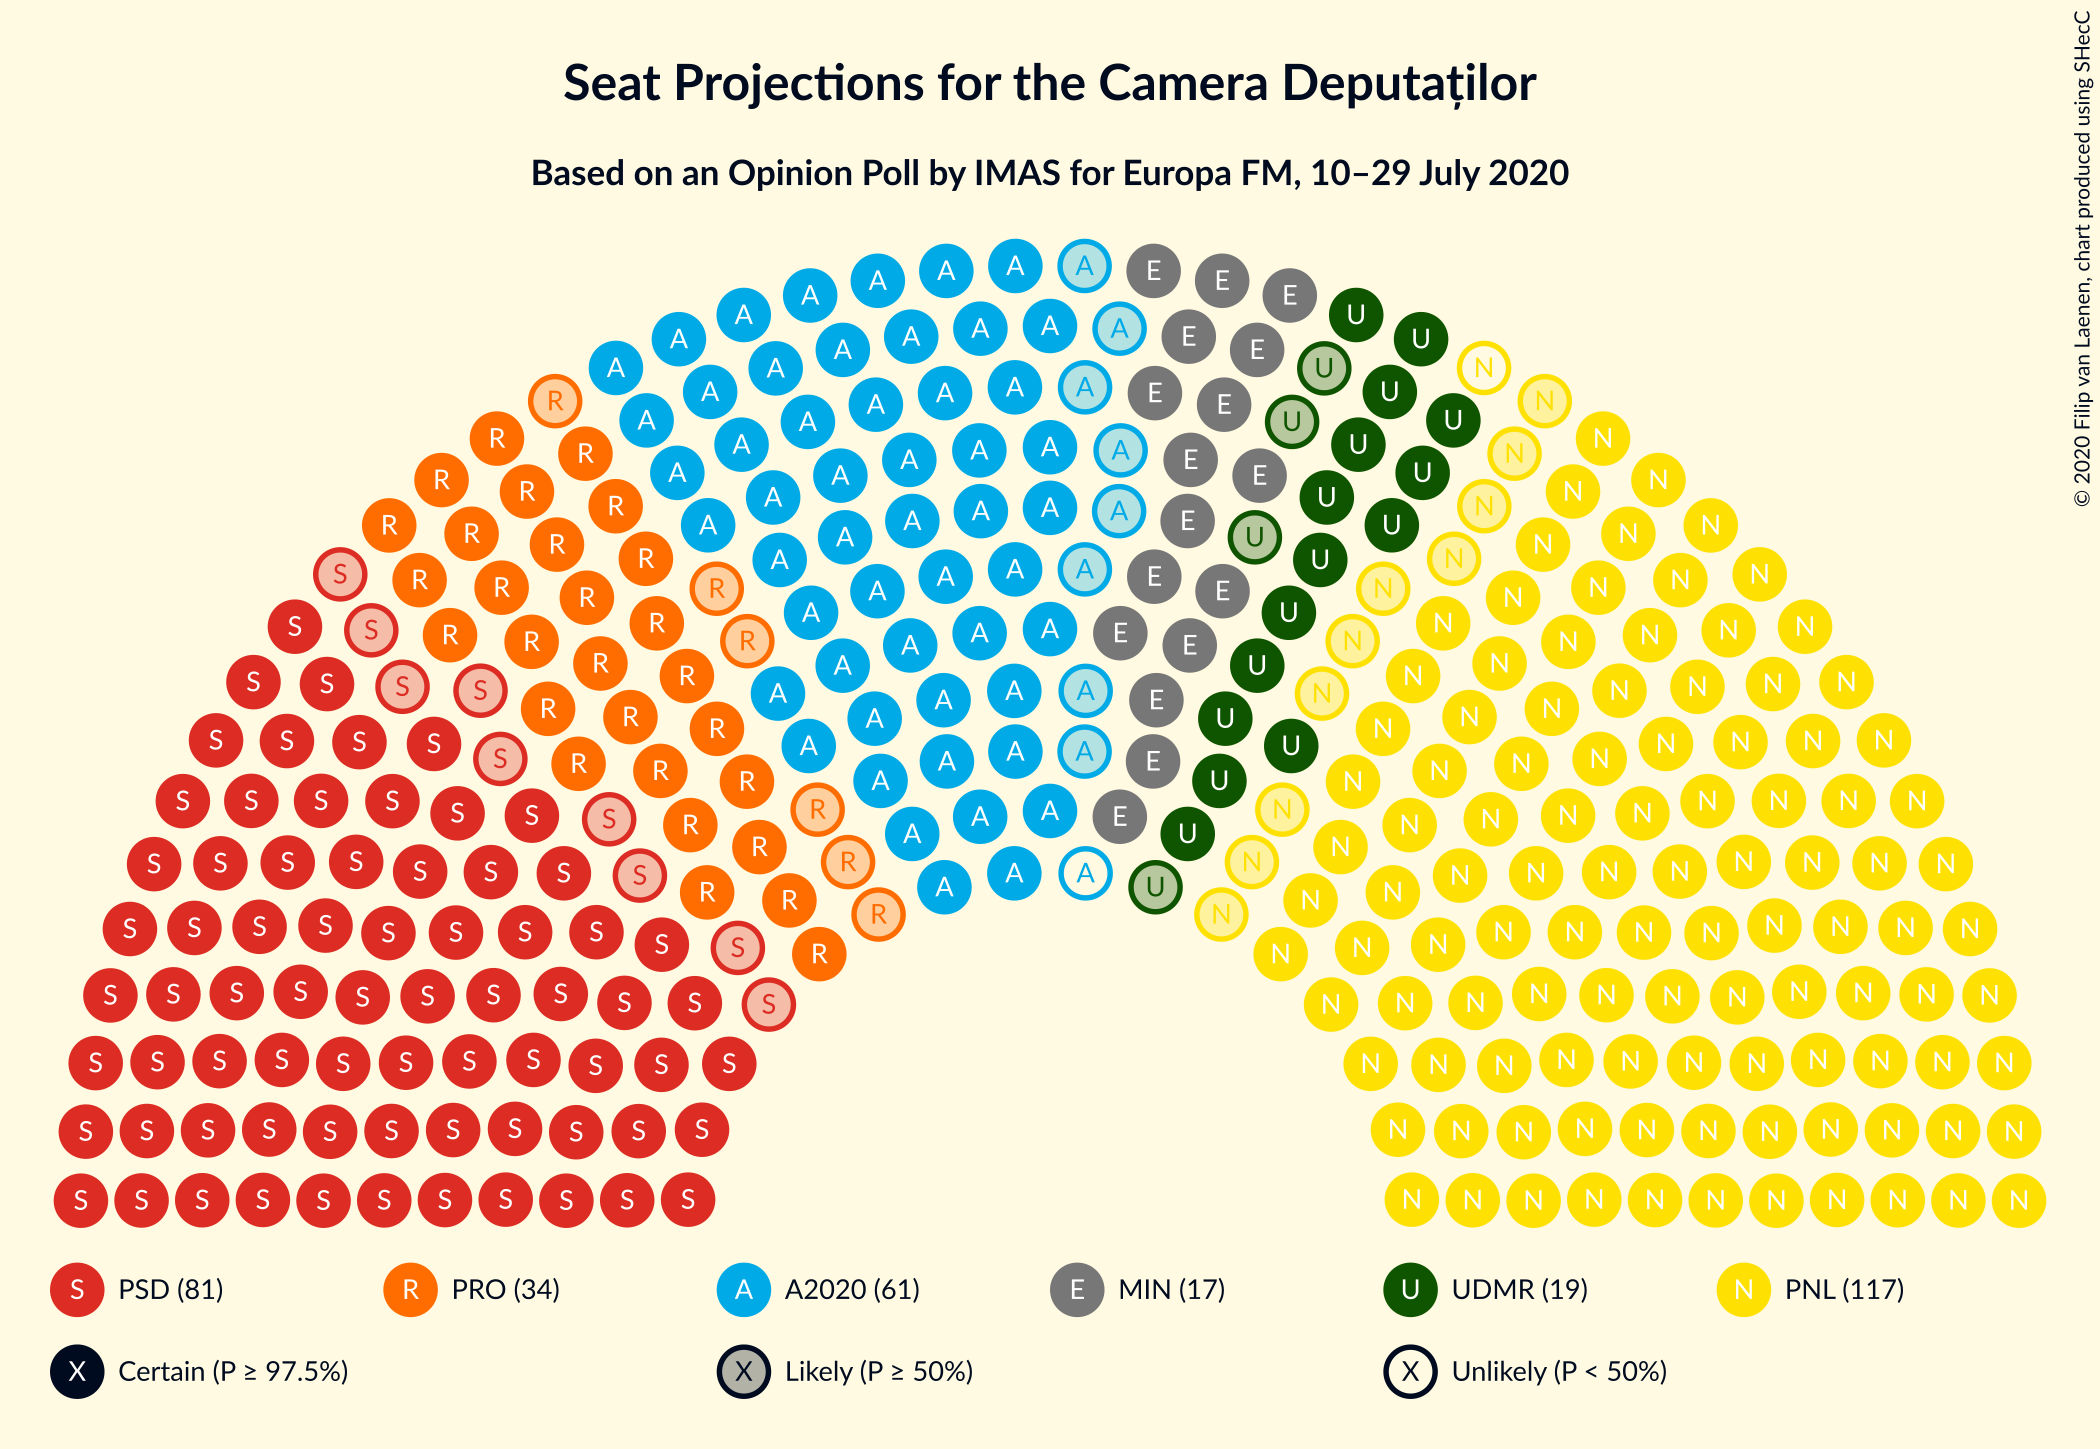 Seat Projections for the Camera Deputaților
Based on an Opinion Poll by IMAS for Europa FM, 10–29 July 2020
© 2020 Filip van Laenen, chart produced using SHecC
S PSD (81) R PRO (34) A A2020 (61) E MIN (17) U UDMR (19) N PNL (117)
X Certain (P ≥ 97.5%) X Likely (P ≥ 50%) X Unlikely (P < 50%)